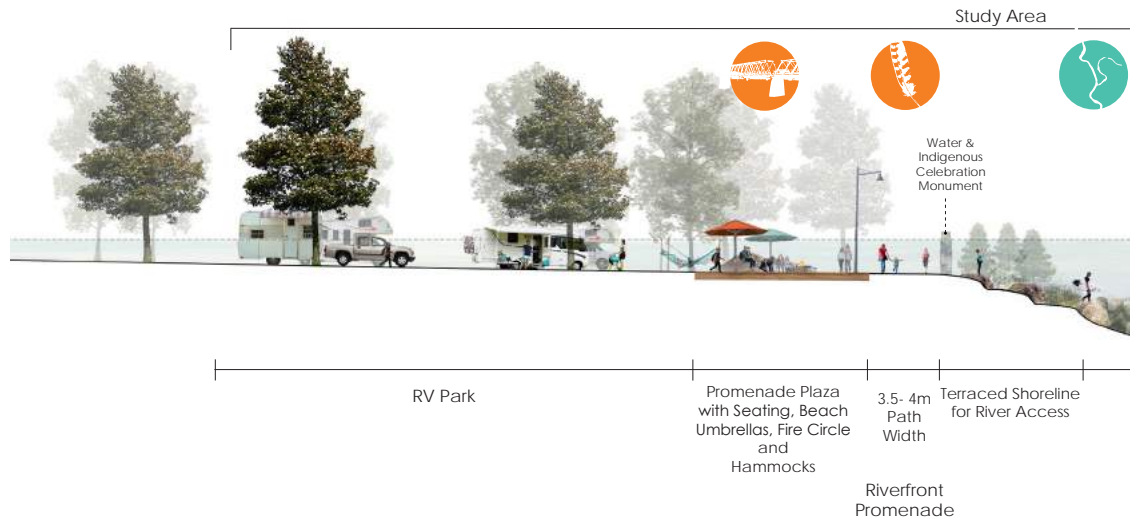 Study Area
Water &
Indigenous
Celebration
Monument
RV Park
Promenade Plaza
with Seating, Beach
Umbrellas, Fire Circle
and
Hammocks
3.5- 4m
Path
Width
Terraced Shoreline
for River Access
Riverfront
Promenade